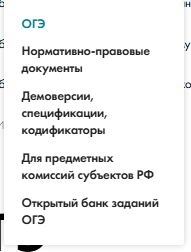 ОГЭ
Нормативно-правовые
документы
Демоверсии,
спецификации,
кодификаторы
Для предметных
комиссий субъектов РФ
Открытый банк заданий
ОГЭ